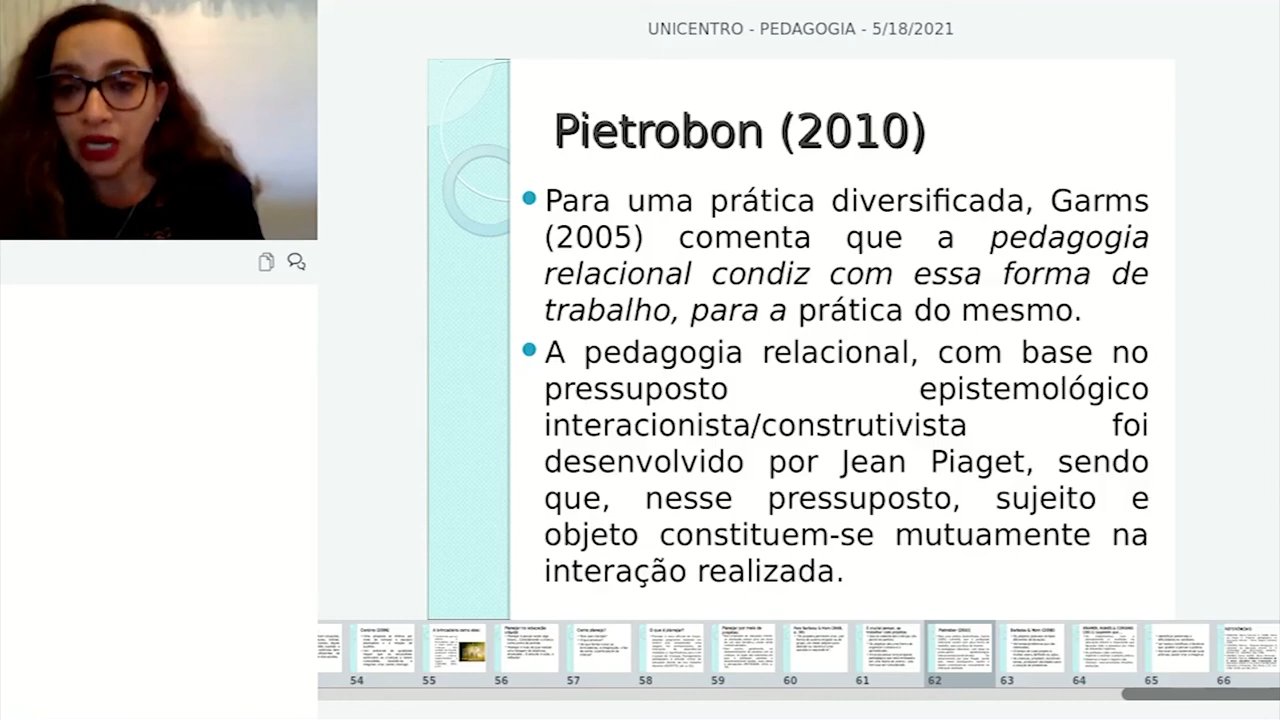 UNICENTRO - PEDAGOGIA - 5/18/2021
Pietrobon (2010)
Para uma prática diversificada, Garms
(2005) comenta que a pedagogia
relacional condiz com essa forma de
trabalho, para a prática do mesmo.
A pedagogia relacional, com base no
pressuposto epistemológico
interacionista/construtivista foi
desenvolvido por Jean Piaget, sendo
que, nesse pressuposto, sujeito e
objeto constituem-se mutuamente na
interação realizada.
54 55 56 57 58 59 60 61 62 63 64 65 66